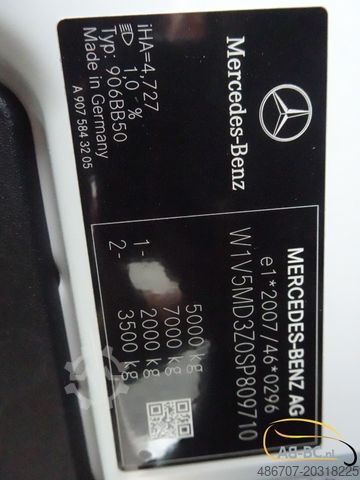 MERCEDES-BENZ AG
e1*2007/46*0296
W1V5MD3Z0SP809710
5000 kg
7000 kg
1- 2000 kg
2- 3500 kg
Mercedes-Benz
iHA=4,727
1,0 %
Typ: 906BB50
Made in Germany
A 907 584 32 05
AB-BC.nl
486707-20318225